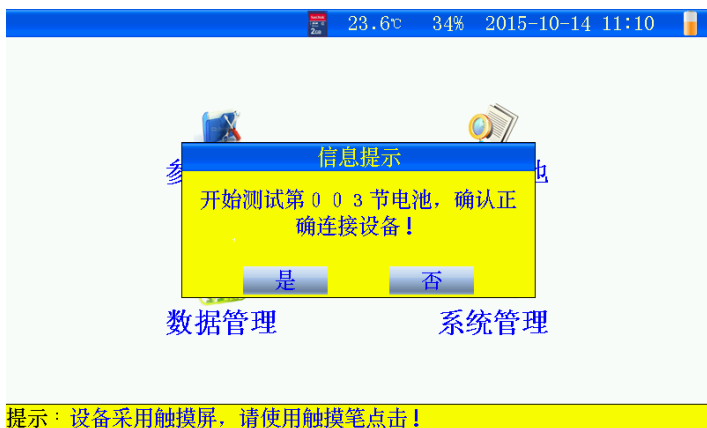 23.6℃ 34% 2015-10-14 11:10
信息提示
开始测试第003节电池，确认正
确连接设备！
是 否
数据管理 系统管理
提示：设备采用触摸屏，请使用触摸笔点击！